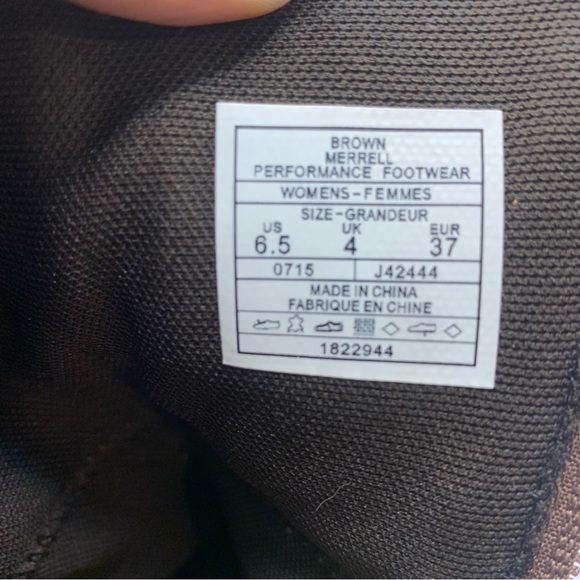 BROWN
MERRELL
PERFORMANCE FOOTWEAR
WOMENS-FEMMES
SIZE-GRANDEUR
US UK EUR
6.5 4 37
0715 J42444
MADE IN CHINA
FABRIQUE EN CHINE
1822944